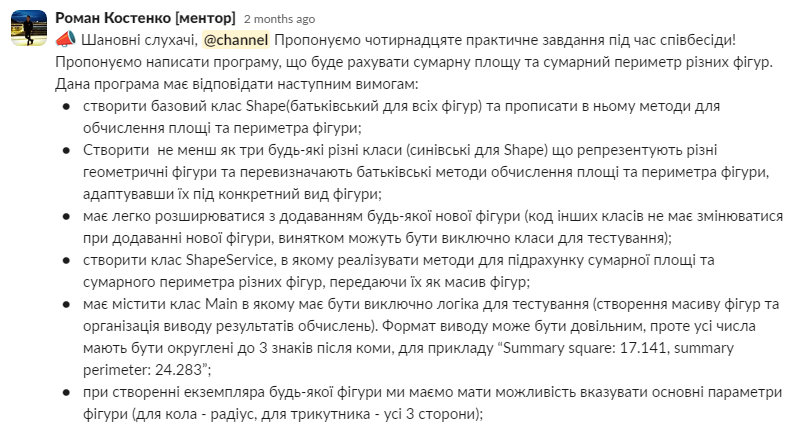 Роман Костенко [ментор] 2 months ago
📣 Шановні слухачі, @channel Пропонуємо чотирнадцяте практичне завдання під час співбесіди!
Пропонуємо написати програму, що буде рахувати сумарну площу та сумарний периметр різних фігур.
Дана програма має відповідати наступним вимогам:
● створити базовий клас Shape(батьківський для всіх фігур) та прописати в ньому методи для
обчислення площі та периметра фігури;
● Створити не менш як три будь-які різні класи (синівські для Shape) що репрезентують різні
геометричні фігури та перевизначають батьківські методи обчислення площі та периметра фігури,
адаптувавши їх під конкретний вид фігури;
● має легко розширюватися з додаванням будь-якої нової фігури (код інших класів не має змінюватися
при додаванні нової фігури, винятком можуть бути виключно класи для тестування);
● створити клас ShapeService, в якому реалізувати методи для підрахунку сумарної площі та
сумарного периметра різних фігур, передаючи їх як масив фігур;
● має містити клас Main в якому має бути виключно логіка для тестування (створення масиву фігур та
організація виводу результатів обчислень). Формат виводу може бути довільним, проте усі числа
мають бути округлені до 3 знаків після коми, для прикладу “Summary square: 17.141, summary
perimeter: 24.283”;
● при створенні екземпляра будь-якої фігури ми маємо мати можливість вказувати основні параметри
фігури (для кола - радіус, для трикутника - усі 3 сторони);